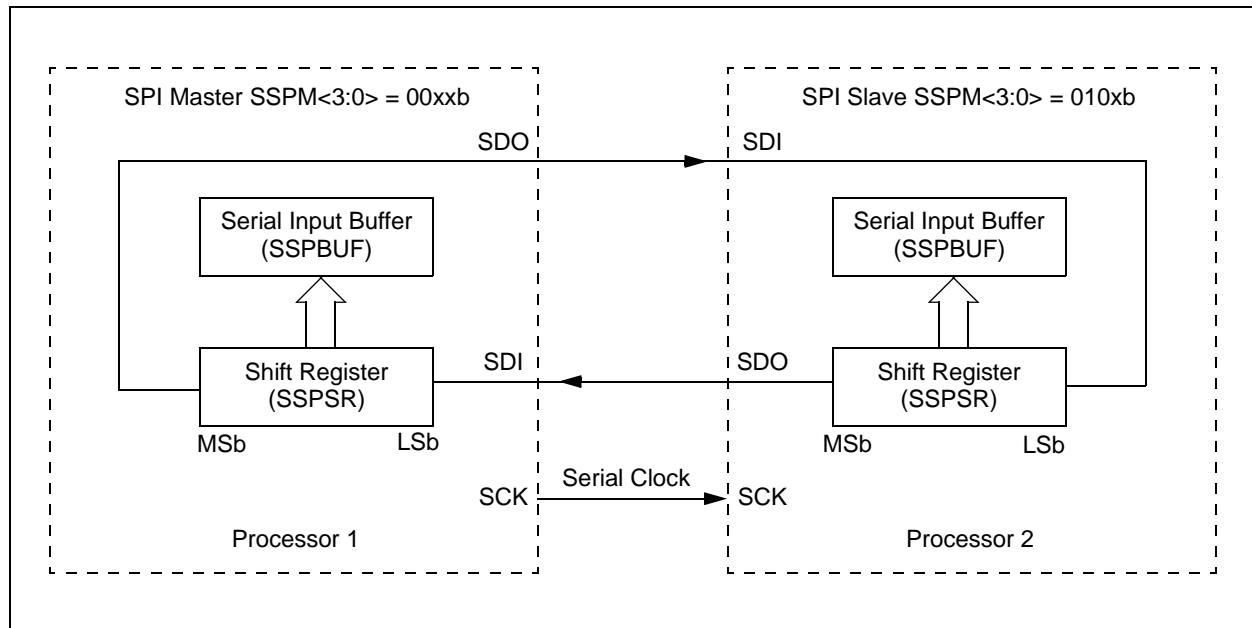 SPI Master SSPM<3:0> = 00xxb
SPI Slave SSPM<3:0> = 010xb
SDO
SDI
Serial Input Buffer
(SSPBUF)
Serial Input Buffer
(SSPBUF)
Shift Register
(SSPSR)
SDI
SDO
Shift Register
(SSPSR)
MSb
LSb
MSb
LSb
SCK
Serial Clock
SCK
Processor 1
Processor 2